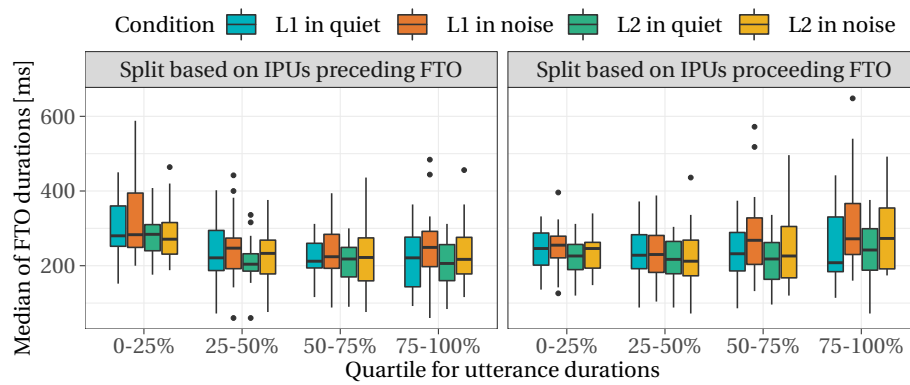 Condition L1 in quiet L1 in noise L2 in quiet L2 in noise
Split based on IPUs preceding FTO
Split based on IPUs proceeding FTO
Median of FTO durations [ms]
600
400
200
0-25% 25-50% 50-75% 75-100%
0-25% 25-50% 50-75% 75-100%
Quartile for utterance durations